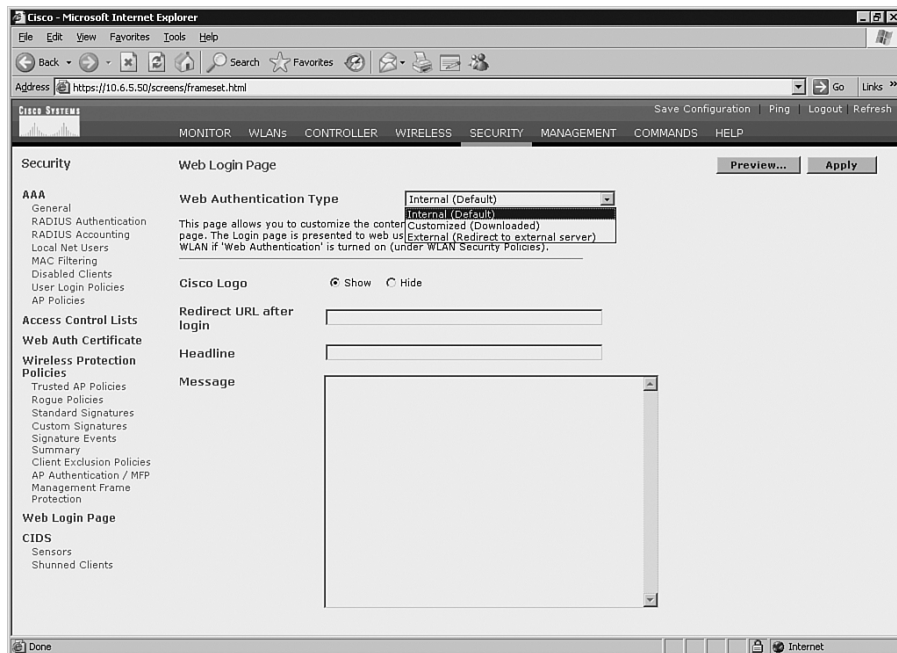 Cisco - Microsoft Internet Explorer
File Edit View Favorites Tools Help
Back Search Favorites
Address https://10.6.5.50/screens/frameset.html Go Links »
CISCO SYSTEMS
Save Configuration | Ping | Logout | Refresh
MONITOR WLANs CONTROLLER WIRELESS SECURITY MANAGEMENT COMMANDS HELP
Security
AAA
General
RADIUS Authentication
RADIUS Accounting
Local Net Users
MAC Filtering
Disabled Clients
User Login Policies
AP Policies
Access Control Lists
Web Auth Certificate
Wireless Protection
Policies
Trusted AP Policies
Rogue Policies
Standard Signatures
Custom Signatures
Signature Events
Summary
Client Exclusion Policies
AP Authentication / MFP
Management Frame
Protection
Web Login Page
CIDS
Sensors
Shunned Clients
Web Login Page
Preview... Apply
Web Authentication Type Internal (Default)
Internal (Default)
Customized (Downloaded)
External (Redirect to external server)
This page allows you to customize the conter
page. The Login page is presented to web us
WLAN if 'Web Authentication' is turned on (under WLAN Security Policies).
Cisco Logo Show Hide
Redirect URL after
login
Headline
Message
Done Internet